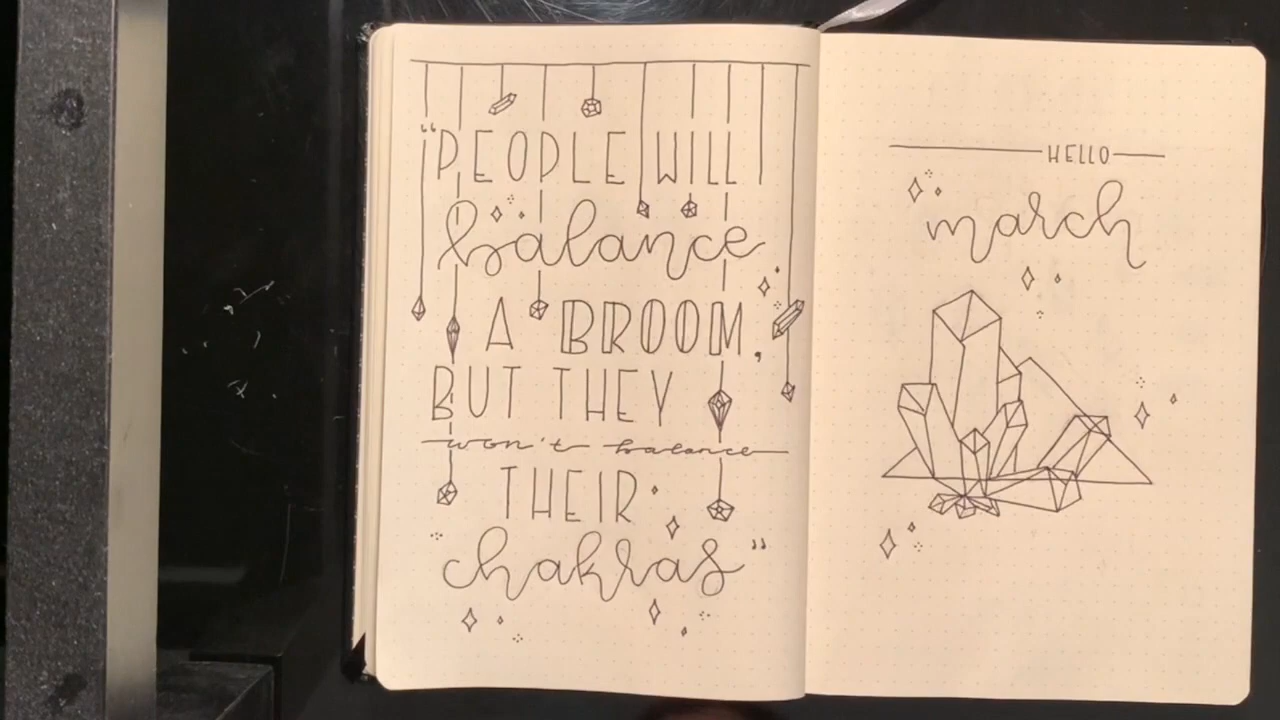 “PEOPLE WILL
balance
A BROOM,
BUT THEY
won't balance
THEIR
chakras”
HELLO
march